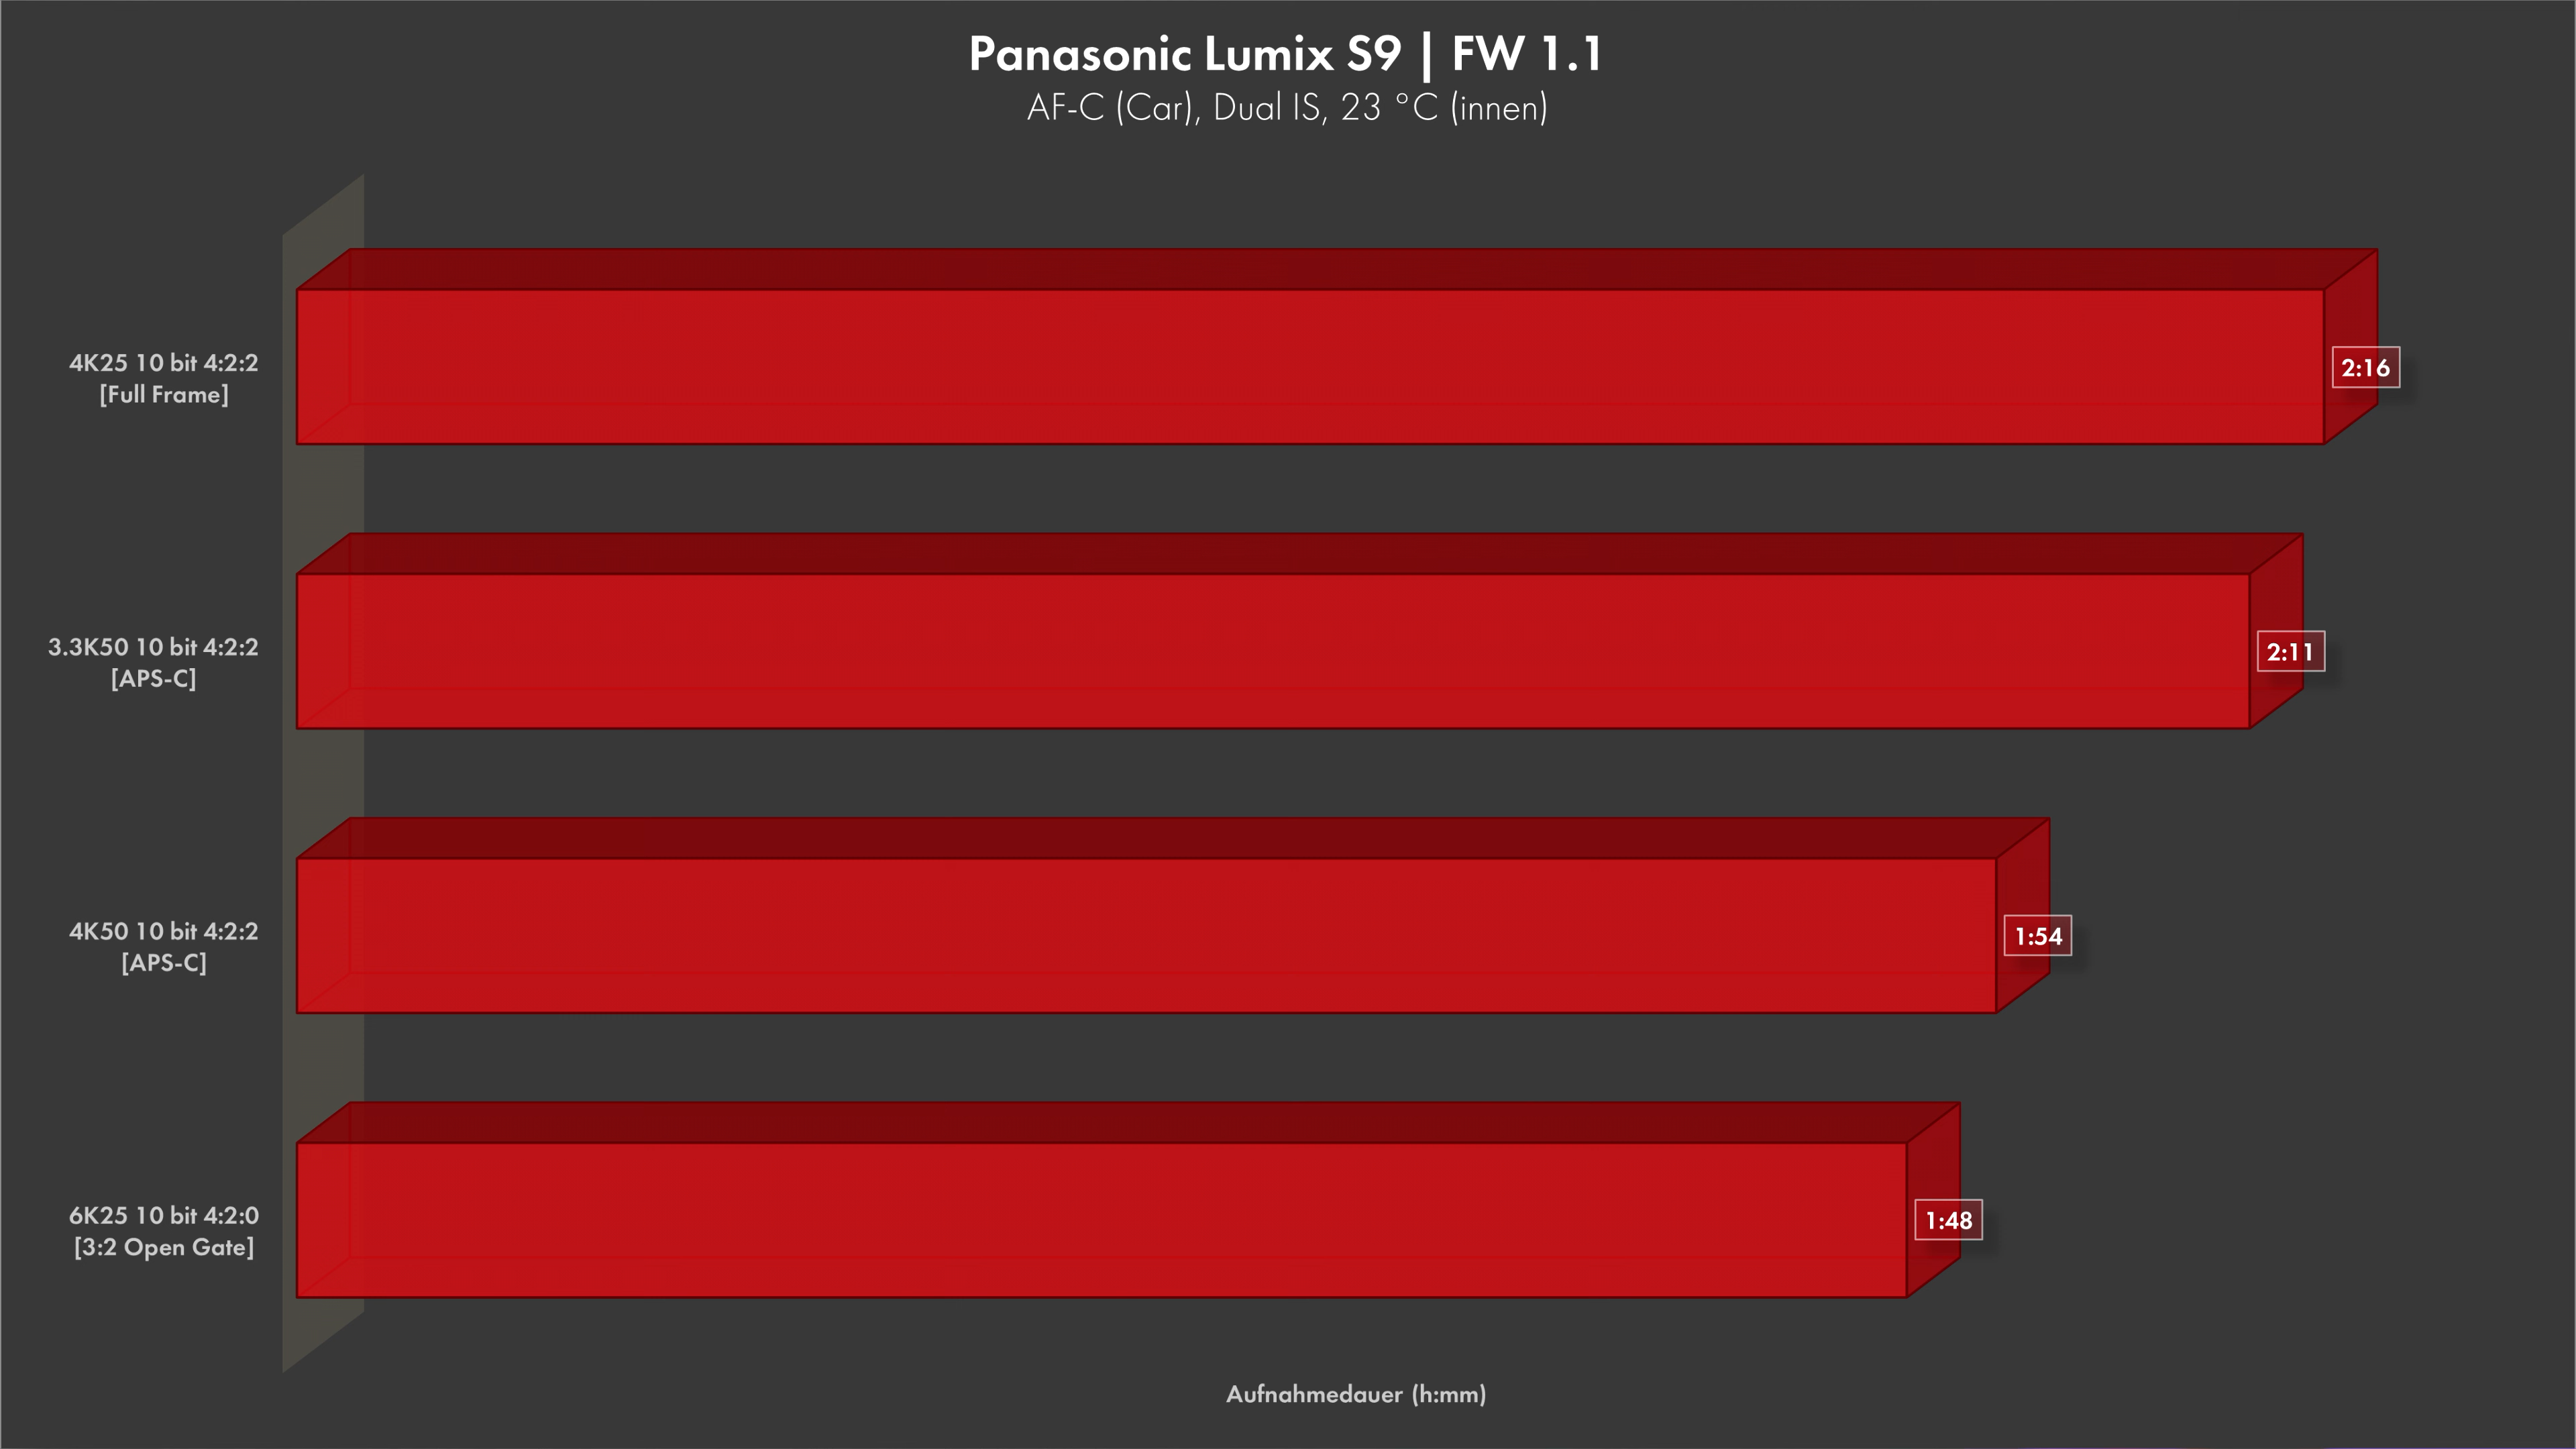 Panasonic Lumix S9 | FW 1.1
AF-C (Car), Dual IS, 23 °C (innen)
4K25 10 bit 4:2:2
[Full Frame]
2:16
3.3K50 10 bit 4:2:2
[APS-C]
2:11
4K50 10 bit 4:2:2
[APS-C]
1:54
6K25 10 bit 4:2:0
[3:2 Open Gate]
1:48
Aufnahmedauer (h:mm)